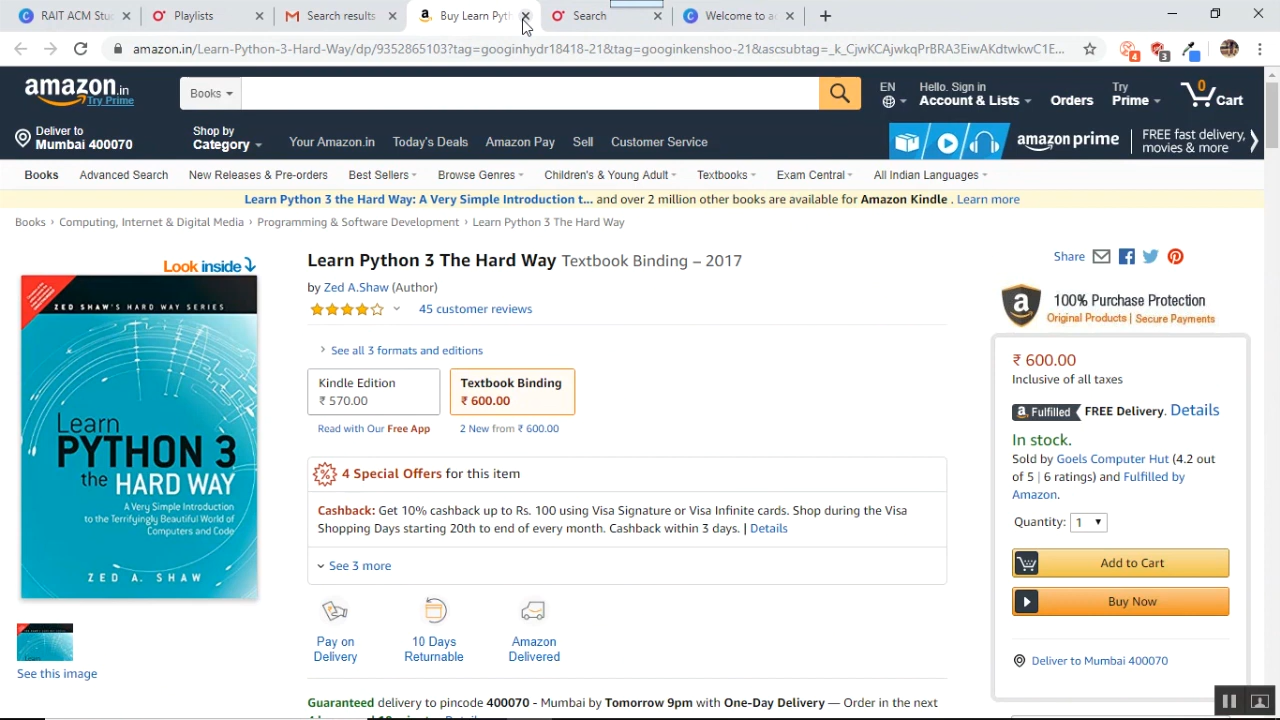 RAIT ACM Stud
Playlists
Search results
Buy Learn Pyth
Search
Welcome to ac
amazon.in/Learn-Python-3-Hard-Way/dp/9352865103?tag=googinhydr18418-21&tag=googinkenshoo-21&ascsubtag=_k_CjwKCAjwkqPrBRA3EiwAKdtwkwC1E...
4
3
amazon.in
Try Prime
Books
EN
Hello. Sign in
Account & Lists
Orders
Try
Prime
0
Cart
Deliver to
Mumbai 400070
Shop by
Category
Your Amazon.in
Today's Deals
Amazon Pay
Sell
Customer Service
amazon prime
FREE fast delivery,
movies & more
Books
Advanced Search
New Releases & Pre-orders
Best Sellers
Browse Genres
Children's & Young Adult
Textbooks
Exam Central
All Indian Languages
Learn Python 3 the Hard Way: A Very Simple Introduction t... and over 2 million other books are available for Amazon Kindle . Learn more
Books › Computing, Internet & Digital Media › Programming & Software Development › Learn Python 3 The Hard Way
Look inside
ZED SHAW'S HARD WAY SERIES
Learn
PYTHON 3
the HARD WAY
A Very Simple Introduction
to the Terrifyingly Beautiful World of
Computers and Code
ZED A. SHAW
See this image
Learn Python 3 The Hard Way Textbook Binding – 2017
by Zed A.Shaw (Author)
45 customer reviews
See all 3 formats and editions
Kindle Edition
₹ 570.00
Textbook Binding
₹ 600.00
Read with Our Free App
2 New from ₹ 600.00
4 Special Offers for this item
Cashback: Get 10% cashback up to Rs. 100 using Visa Signature or Visa Infinite cards. Shop during the Visa
Shopping Days starting 20th to end of every month. Cashback within 3 days. | Details
See 3 more
Pay on
Delivery
10 Days
Returnable
Amazon
Delivered
Guaranteed delivery to pincode 400070 - Mumbai by Tomorrow 9pm with One-Day Delivery — Order in the next
Share
a
100% Purchase Protection
Original Products | Secure Payments
₹ 600.00
Inclusive of all taxes
a Fulfilled FREE Delivery. Details
In stock.
Sold by Goels Computer Hut (4.2 out
of 5 | 6 ratings) and Fulfilled by
Amazon.
Quantity: 1
Add to Cart
Buy Now
Deliver to Mumbai 400070